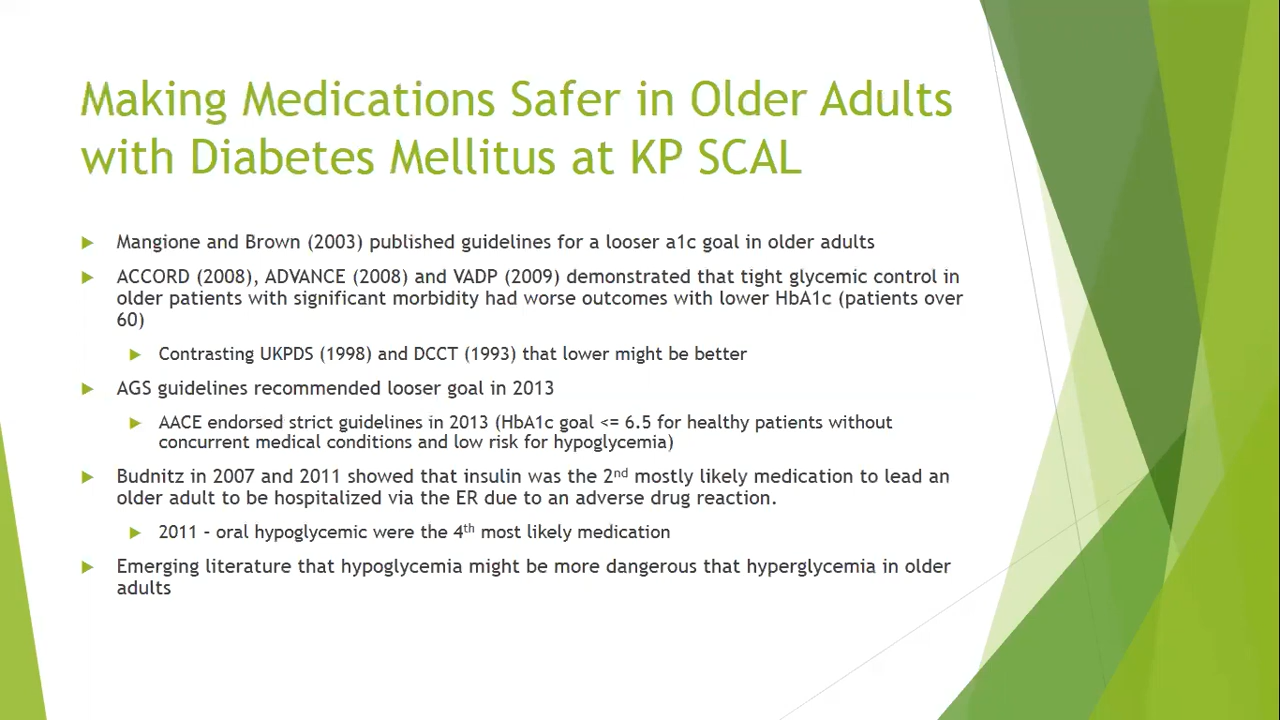 Making Medications Safer in Older Adults
with Diabetes Mellitus at KP SCAL
Mangione and Brown (2003) published guidelines for a looser a1c goal in older adults
ACCORD (2008), ADVANCE (2008) and VADP (2009) demonstrated that tight glycemic control in
older patients with significant morbidity had worse outcomes with lower HbA1c (patients over
60)
Contrasting UKPDS (1998) and DCCT (1993) that lower might be better
AGS guidelines recommended looser goal in 2013
AACE endorsed strict guidelines in 2013 (HbA1c goal <= 6.5 for healthy patients without
concurrent medical conditions and low risk for hypoglycemia)
Budnitz in 2007 and 2011 showed that insulin was the 2nd mostly likely medication to lead an
older adult to be hospitalized via the ER due to an adverse drug reaction.
2011 – oral hypoglycemic were the 4th most likely medication
Emerging literature that hypoglycemia might be more dangerous that hyperglycemia in older
adults